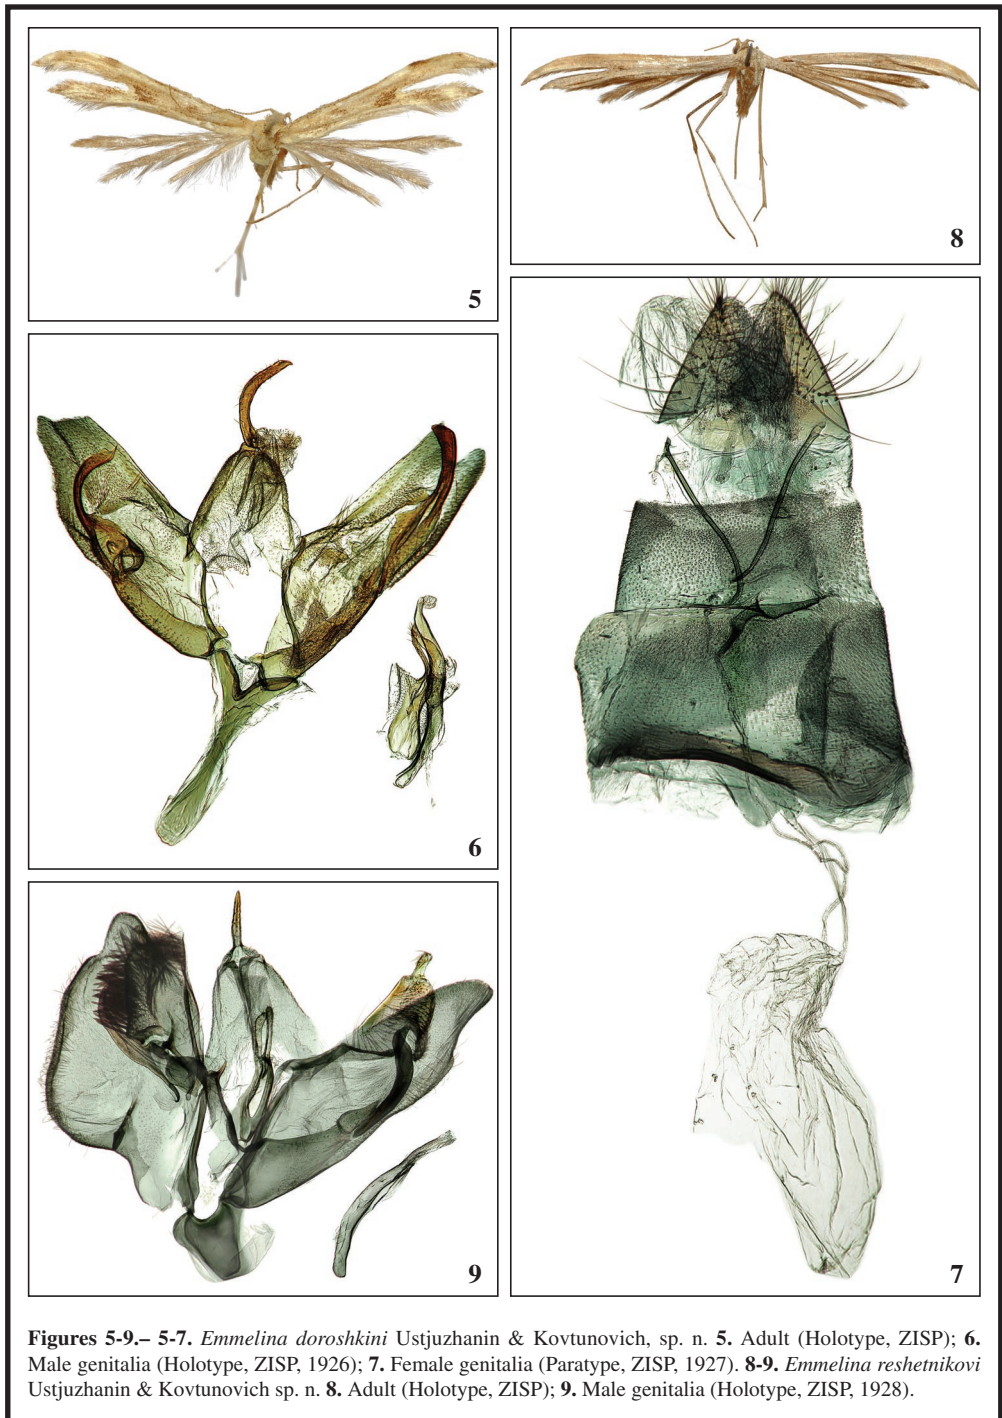 5
8
6
9
7
Figures 5-9.– 5-7. Emmelina doroshkini Ustjuzhanin & Kovtunovich, sp. n. 5. Adult (Holotype, ZISP); 6.
Male genitalia (Holotype, ZISP, 1926); 7. Female genitalia (Paratype, ZISP, 1927). 8-9. Emmelina reshetnikovi
Ustjuzhanin & Kovtunovich sp. n. 8. Adult (Holotype, ZISP); 9. Male genitalia (Holotype, ZISP, 1928).